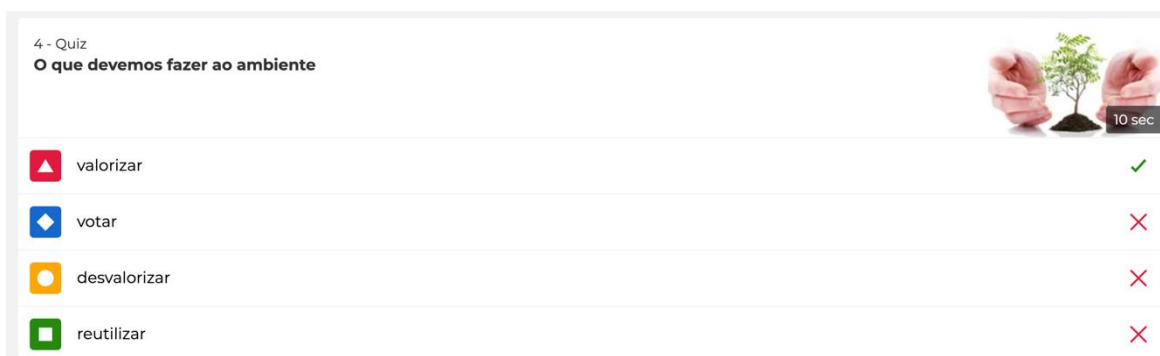 4 - Quiz
O que devemos fazer ao ambiente
10 sec
valorizar
votar
desvalorizar
reutilizar